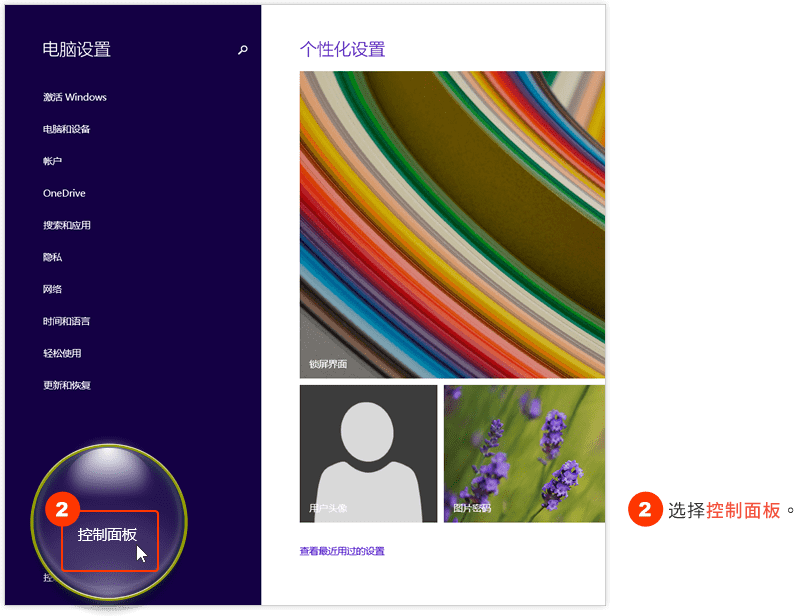 电脑设置
激活 Windows
电脑和设备
帐户
OneDrive
搜索和应用
隐私
网络
时间和语言
轻松使用
更新和恢复
2
控制面板
控
个性化设置
锁屏界面
用户头像
图片密码
查看最近用过的设置
2 选择控制面板。